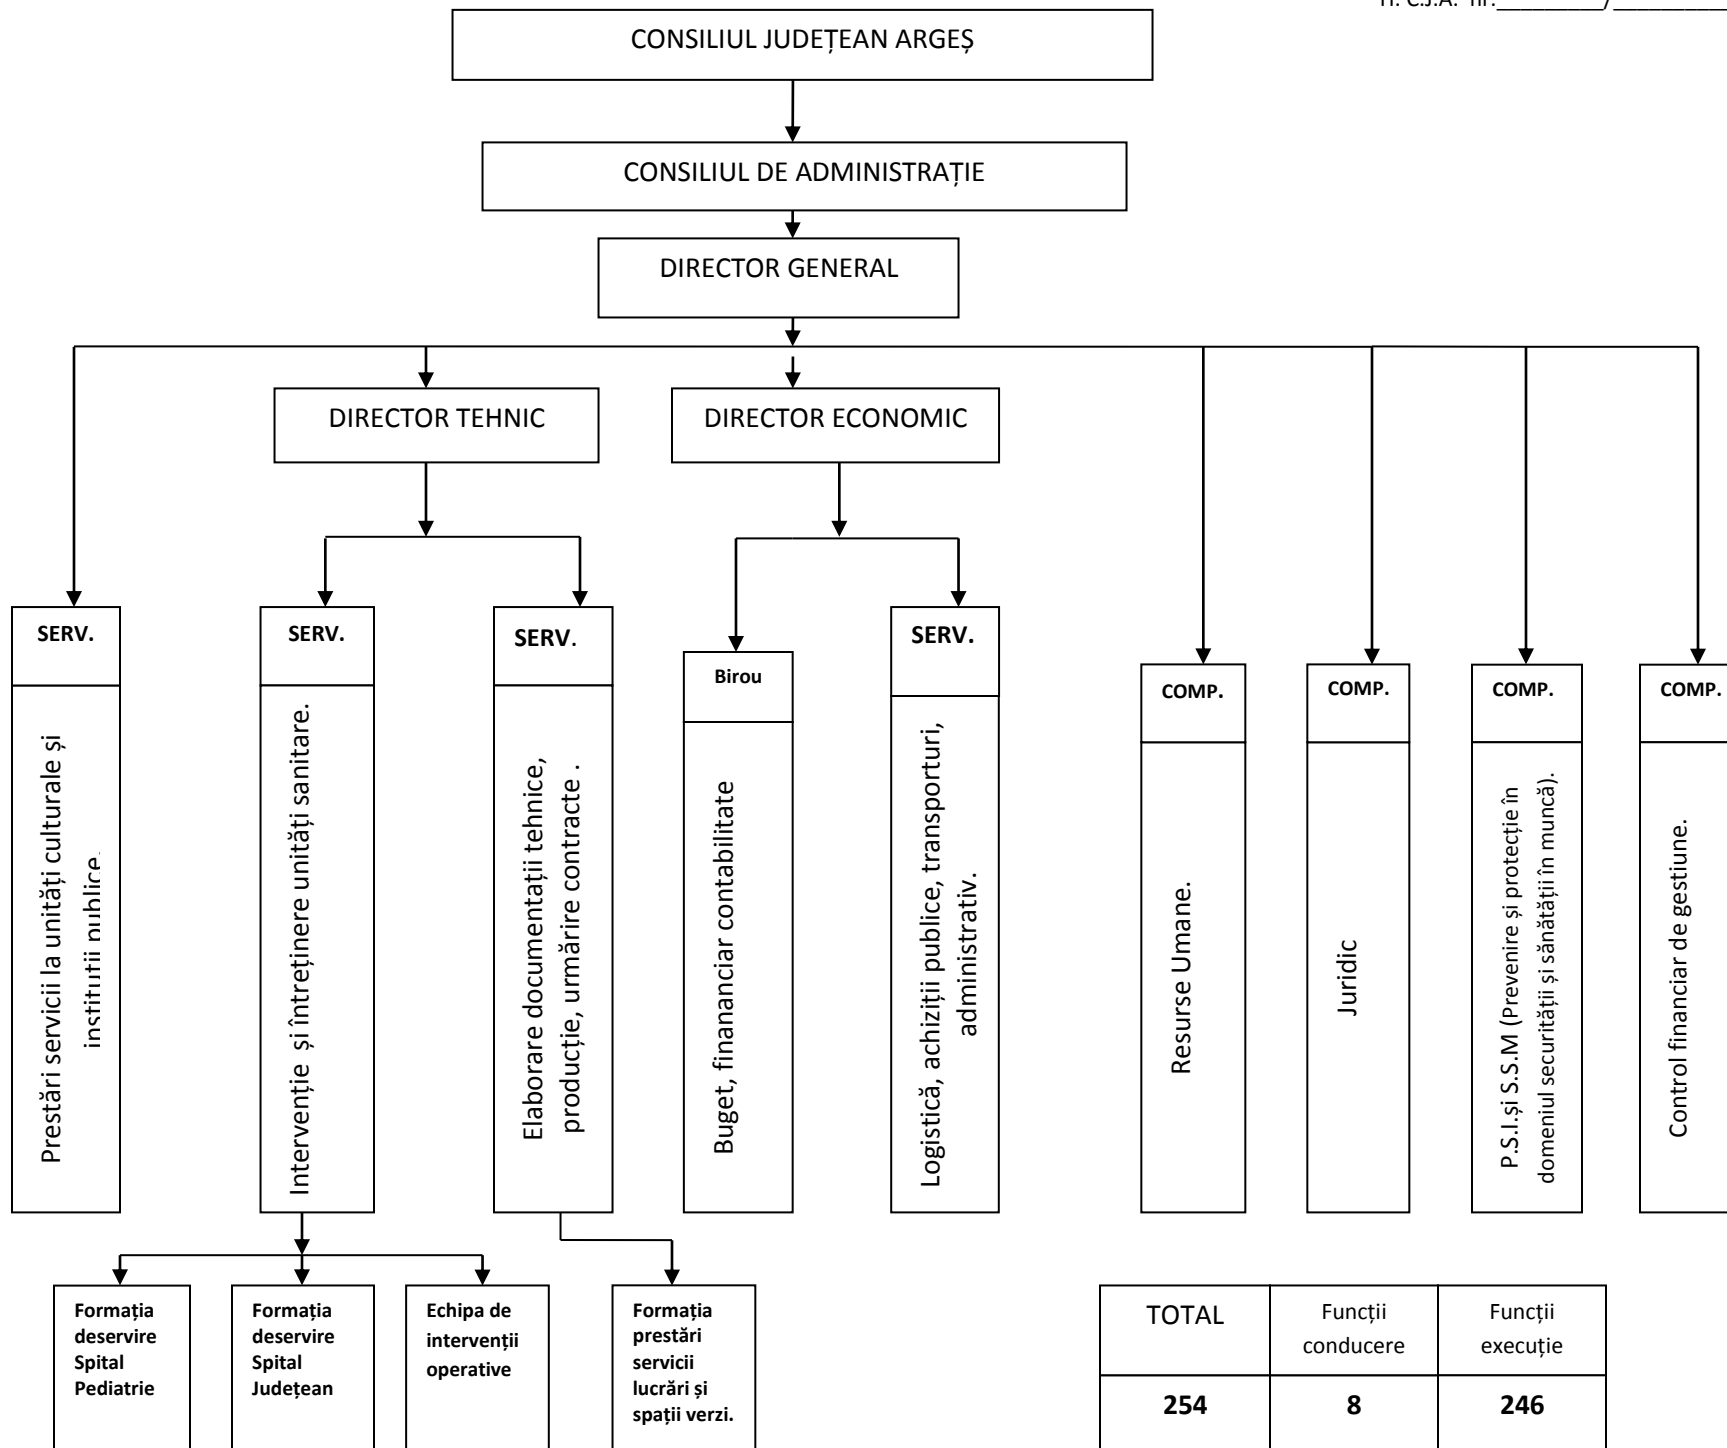 H. C.J.A. nr.__________/__________
CONSILIUL JUDEȚEAN ARGEȘ
CONSILIUL DE ADMINISTRAȚIE
DIRECTOR GENERAL
DIRECTOR TEHNIC
DIRECTOR ECONOMIC
SERV.
Prestări servicii la unități culturale și
instituții publice.
SERV.
Intervenție și întreținere unități sanitare.
SERV.
Elaborare documentații tehnice,
producție, urmărire contracte .
Birou
Buget, finananciar contabilitate
SERV.
Logistică, achiziții publice, transporturi,
administrativ.
COMP.
Resurse Umane.
COMP.
Juridic
COMP.
P.S.I.și S.S.M (Prevenire și protecție în
domeniul securității și sănătății în muncă).
COMP.
Control financiar de gestiune.
Formația
deservire
Spital
Pediatrie
Formația
deservire
Spital
Județean
Echipa de
intervenții
operative
Formația
prestări
servicii
lucrări și
spații verzi.
TOTAL
Funcții
conducere
Funcții
execuție
254 8 246